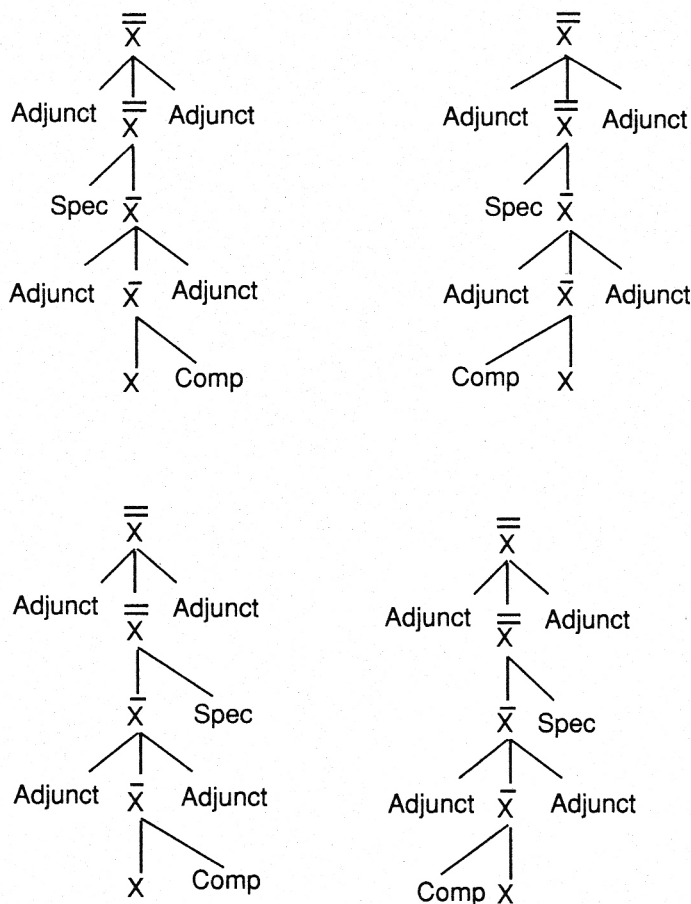 X̿ X̿
Adjunct X̿ Adjunct Adjunct X̿ Adjunct
Spec X̄ Spec X̄
Adjunct X̄ Adjunct Adjunct X̄ Adjunct
X Comp Comp X
X̿ X̿
Adjunct X̿ Adjunct Adjunct X̿ Adjunct
X̄ Spec X̄ Spec
Adjunct X̄ Adjunct Adjunct X̄ Adjunct
X Comp Comp X